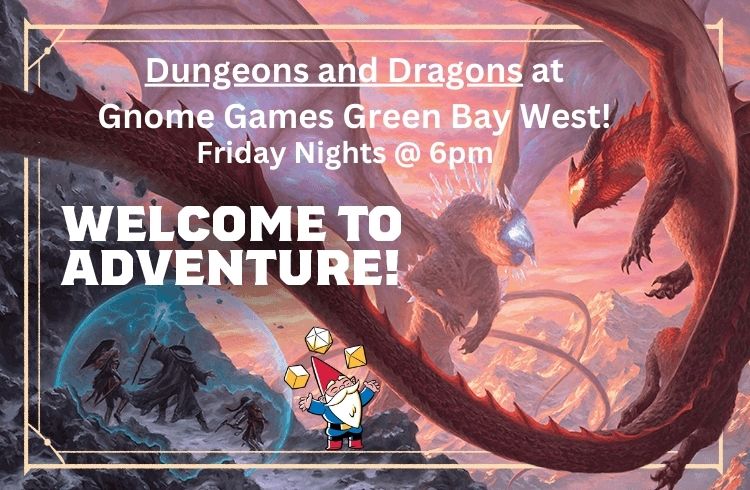 Dungeons and Dragons at
Gnome Games Green Bay West!
Friday Nights @ 6pm
WELCOME TO
ADVENTURE!